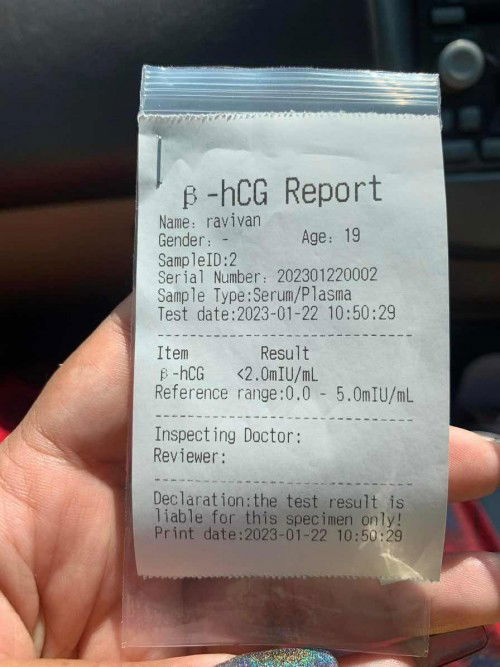 β-hCG Report
Name: ravivan
Gender: - Age: 19
SampleID:2
Serial Number: 202301220002
Sample Type:Serum/Plasma
Test date:2023-01-22 10:50:29
Item Result
β-hCG <2.0mIU/mL
Reference range:0.0 - 5.0mIU/mL
Inspecting Doctor:
Reviewer:
Declaration:the test result is
liable for this specimen only!
Print date:2023-01-22 10:50:29